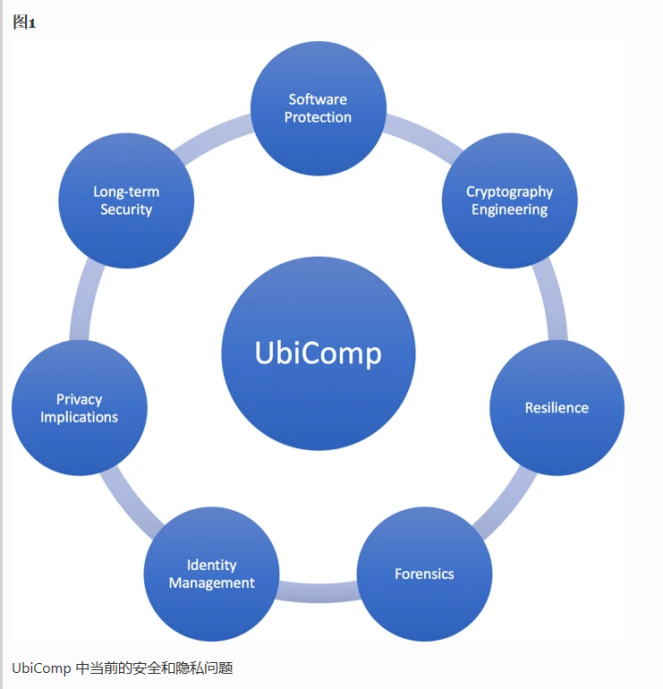 图1
Software
Protection
Long-term
Security
Cryptography
Engineering
UbiComp
Privacy
Implications
Resilience
Identity
Management
Forensics
UbiComp 中当前的安全和隐私问题